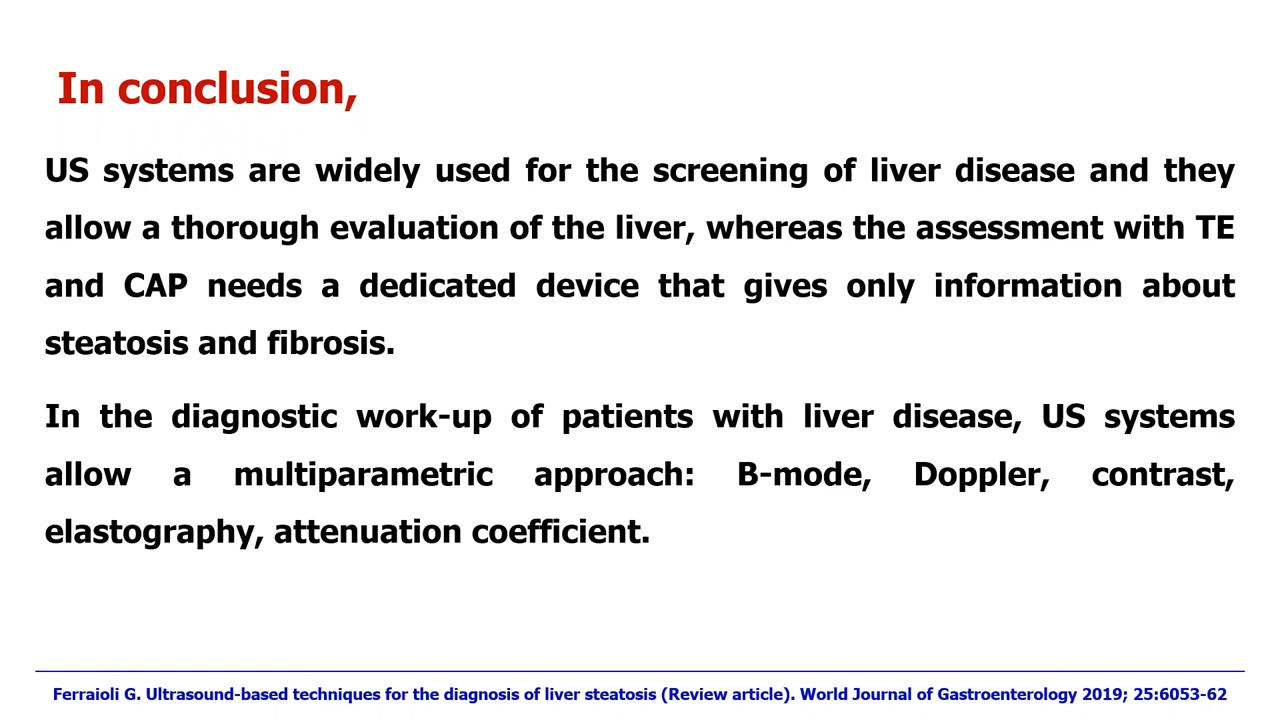 In conclusion,
US systems are widely used for the screening of liver disease and they
allow a thorough evaluation of the liver, whereas the assessment with TE
and CAP needs a dedicated device that gives only information about
steatosis and fibrosis.
In the diagnostic work-up of patients with liver disease, US systems
allow a multiparametric approach: B-mode, Doppler, contrast,
elastography, attenuation coefficient.
Ferraioli G. Ultrasound-based techniques for the diagnosis of liver steatosis (Review article). World Journal of Gastroenterology 2019; 25:6053-62